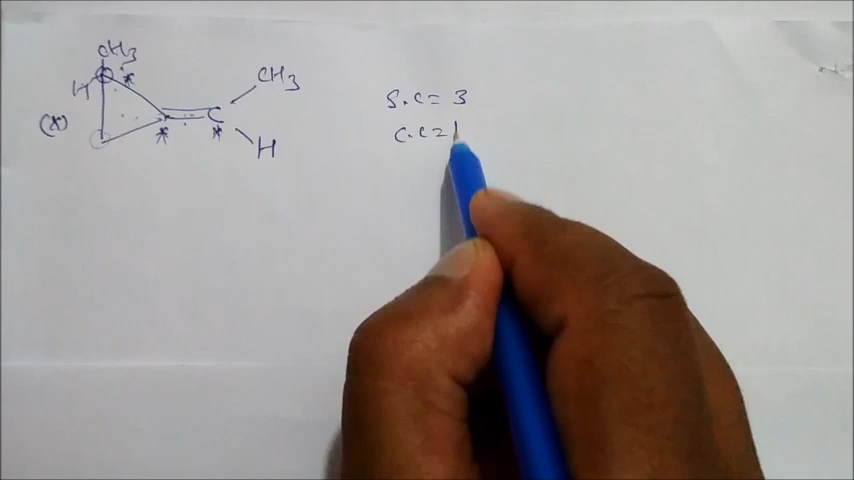 CH3
H
*
(X)
C
*
*
CH3
H
S.C = 3
C.C = 1